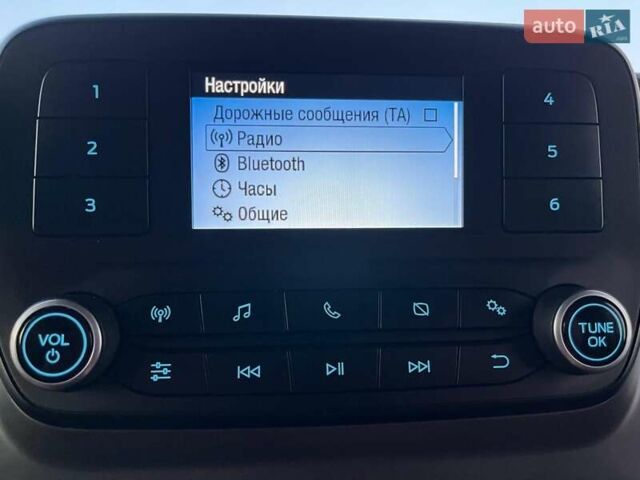 auto RIA.com
Настройки
Дорожные сообщения (TA)
Радио
Bluetooth
Часы
Общие
1
2
3
4
5
6
VOL
TUNE
OK